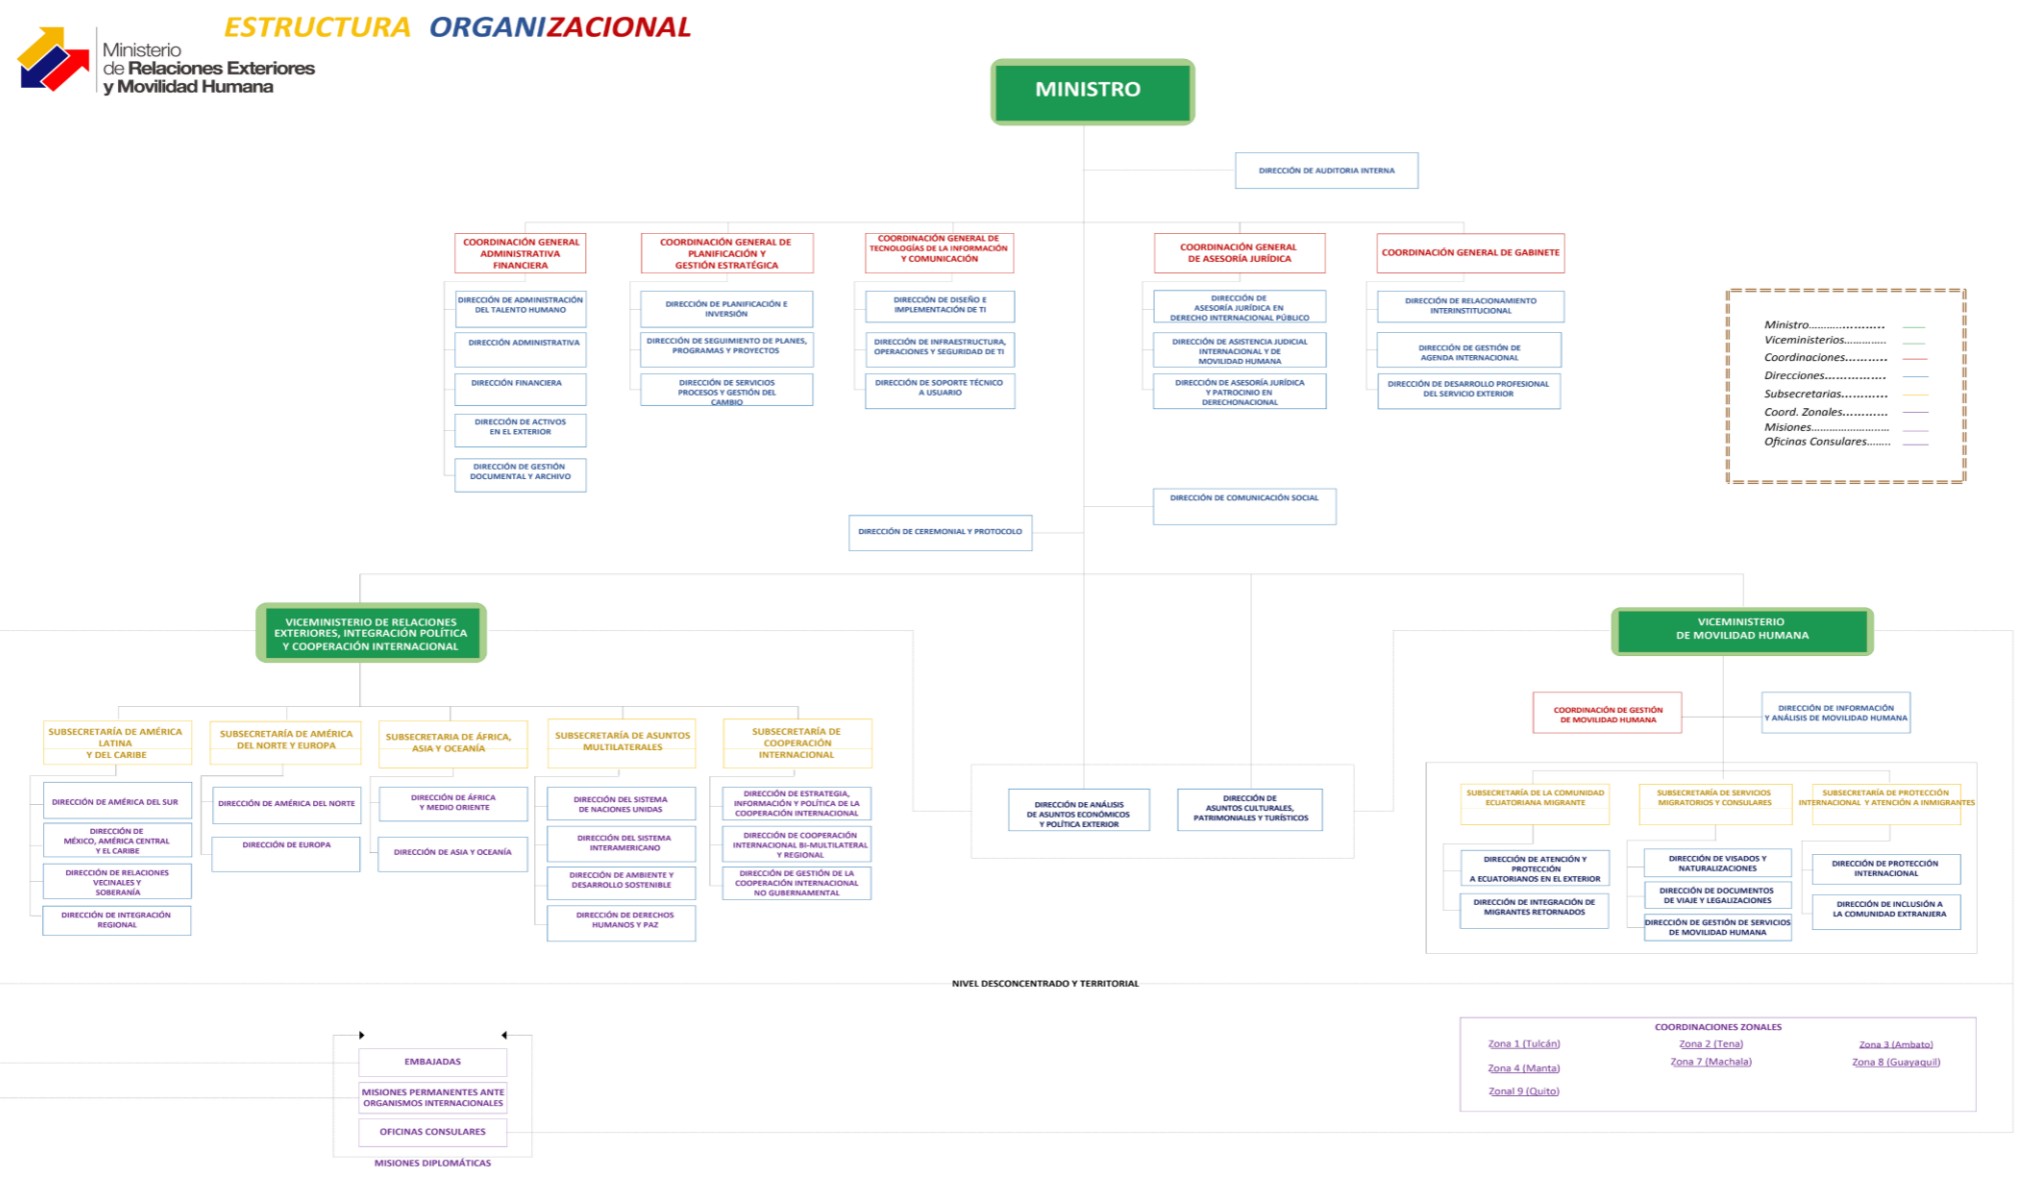 ESTRUCTURA ORGANIZACIONAL
Ministerio
de Relaciones Exteriores
y Movilidad Humana
MINISTRO
DIRECCIÓN DE AUDITORIA INTERNA
COORDINACIÓN GENERAL
ADMINISTRATIVA
FINANCIERA
DIRECCIÓN DE ADMINISTRACIÓN
DEL TALENTO HUMANO
DIRECCIÓN ADMINISTRATIVA
DIRECCIÓN FINANCIERA
DIRECCIÓN DE ACTIVOS
EN EL EXTERIOR
DIRECCIÓN DE GESTIÓN
DOCUMENTAL Y ARCHIVO
COORDINACIÓN GENERAL DE
PLANIFICACIÓN Y
GESTIÓN ESTRATÉGICA
DIRECCIÓN DE PLANIFICACIÓN E
INVERSIÓN
DIRECCIÓN DE SEGUIMIENTO DE PLANES,
PROGRAMAS Y PROYECTOS
DIRECCIÓN DE SERVICIOS
PROCESOS Y GESTIÓN DEL
CAMBIO
COORDINACIÓN GENERAL DE
TECNOLOGÍAS DE LA INFORMACIÓN
Y COMUNICACIÓN
DIRECCIÓN DE DISEÑO E
IMPLEMENTACIÓN DE TI
DIRECCIÓN DE INFRAESTRUCTURA,
OPERACIONES Y SEGURIDAD DE TI
DIRECCIÓN DE SOPORTE TÉCNICO
A USUARIO
COORDINACIÓN GENERAL
DE ASESORÍA JURÍDICA
DIRECCIÓN DE
ASESORÍA JURÍDICA EN
DERECHO INTERNACIONAL PÚBLICO
DIRECCIÓN DE ASISTENCIA JUDICIAL
INTERNACIONAL Y DE
MOVILIDAD HUMANA
DIRECCIÓN DE ASESORÍA JURÍDICA
Y PATROCINIO EN
DERECHONACIONAL
COORDINACIÓN GENERAL DE GABINETE
DIRECCIÓN DE RELACIONAMIENTO
INTERINSTITUCIONAL
DIRECCIÓN DE GESTIÓN DE
AGENDA INTERNACIONAL
DIRECCIÓN DE DESARROLLO PROFESIONAL
DEL SERVICIO EXTERIOR
Ministro......................
Viceministerios..............
Coordinaciones...........
Direcciones................
Subsecretarias............
Coord. Zonales............
Misiones........................
Oficinas Consulares........
DIRECCIÓN DE COMUNICACIÓN SOCIAL
DIRECCIÓN DE CEREMONIAL Y PROTOCOLO
VICEMINISTERIO DE RELACIONES
EXTERIORES, INTEGRACIÓN POLÍTICA
Y COOPERACIÓN INTERNACIONAL
VICEMINISTERIO
DE MOVILIDAD HUMANA
COORDINACIÓN DE GESTIÓN
DE MOVILIDAD HUMANA
DIRECCIÓN DE INFORMACIÓN
Y ANÁLISIS DE MOVILIDAD HUMANA
SUBSECRETARÍA DE AMÉRICA
LATINA
Y DEL CARIBE
DIRECCIÓN DE AMÉRICA DEL SUR
DIRECCIÓN DE
MÉXICO, AMÉRICA CENTRAL
Y EL CARIBE
DIRECCIÓN DE RELACIONES
VECINALES Y
SOBERANÍA
DIRECCIÓN DE INTEGRACIÓN
REGIONAL
SUBSECRETARÍA DE AMÉRICA
DEL NORTE Y EUROPA
DIRECCIÓN DE AMÉRICA DEL NORTE
DIRECCIÓN DE EUROPA
SUBSECRETARIA DE ÁFRICA,
ASIA Y OCEANÍA
DIRECCIÓN DE ÁFRICA
Y MEDIO ORIENTE
DIRECCIÓN DE ASIA Y OCEANÍA
SUBSECRETARÍA DE ASUNTOS
MULTILATERALES
DIRECCIÓN DEL SISTEMA
DE NACIONES UNIDAS
DIRECCIÓN DEL SISTEMA
INTERAMERICANO
DIRECCIÓN DE AMBIENTE Y
DESARROLLO SOSTENIBLE
DIRECCIÓN DE DERECHOS
HUMANOS Y PAZ
SUBSECRETARÍA DE
COOPERACIÓN
INTERNACIONAL
DIRECCIÓN DE ESTRATEGIA,
INFORMACIÓN Y POLÍTICA DE LA
COOPERACIÓN INTERNACIONAL
DIRECCIÓN DE COOPERACIÓN
INTERNACIONAL BI-MULTILATERAL
Y REGIONAL
DIRECCIÓN DE GESTIÓN DE LA
COOPERACIÓN INTERNACIONAL
NO GUBERNAMENTAL
DIRECCIÓN DE ANÁLISIS
DE ASUNTOS ECONÓMICOS
Y POLÍTICA EXTERIOR
DIRECCIÓN DE
ASUNTOS CULTURALES,
PATRIMONIALES Y TURÍSTICOS
SUBSECRETARÍA DE LA COMUNIDAD
ECUATORIANA MIGRANTE
DIRECCIÓN DE ATENCIÓN Y
PROTECCIÓN
A ECUATORIANOS EN EL EXTERIOR
DIRECCIÓN DE INTEGRACIÓN DE
MIGRANTES RETORNADOS
SUBSECRETARÍA DE SERVICIOS
MIGRATORIOS Y CONSULARES
DIRECCIÓN DE VISADOS Y
NATURALIZACIONES
DIRECCIÓN DE DOCUMENTOS
DE VIAJE Y LEGALIZACIONES
DIRECCIÓN DE GESTIÓN DE SERVICIOS
DE MOVILIDAD HUMANA
SUBSECRETARÍA DE PROTECCIÓN
INTERNACIONAL Y ATENCIÓN A INMIGRANTES
DIRECCIÓN DE PROTECCIÓN
INTERNACIONAL
DIRECCIÓN DE INCLUSIÓN A
LA COMUNIDAD EXTRANJERA
NIVEL DESCONCENTRADO Y TERRITORIAL
EMBAJADAS
MISIONES PERMANENTES ANTE
ORGANISMOS INTERNACIONALES
OFICINAS CONSULARES
MISIONES DIPLOMÁTICAS
COORDINACIONES ZONALES
Zona 1 (Tulcán) Zona 2 (Tena) Zona 3 (Ambato)
Zona 4 (Manta) Zona 7 (Machala) Zona 8 (Guayaquil)
Zonal 9 (Quito)